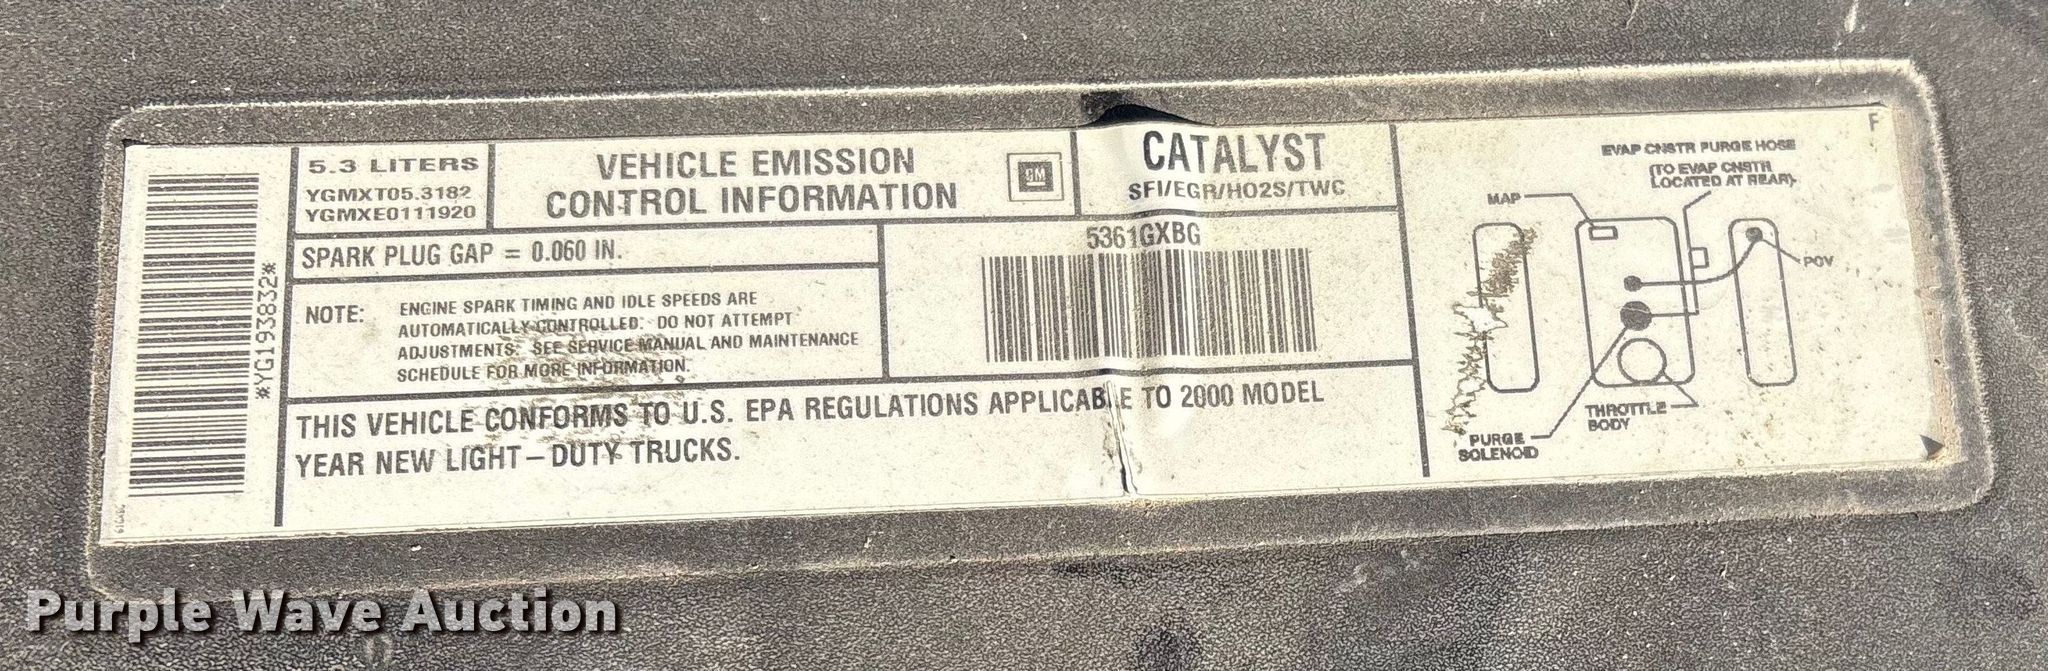 *YG193832*
5.3 LITERS
YGMXT05.3182
YGMXE0111920
VEHICLE EMISSION
CONTROL INFORMATION
GM
CATALYST
SFI/EGR/HO2S/TWC
SPARK PLUG GAP = 0.060 IN.
NOTE: ENGINE SPARK TIMING AND IDLE SPEEDS ARE
AUTOMATICALLY CONTROLLED. DO NOT ATTEMPT
ADJUSTMENTS. SEE SERVICE MANUAL AND MAINTENANCE
SCHEDULE FOR MORE INFORMATION.
5361GXBG
THIS VEHICLE CONFORMS TO U.S. EPA REGULATIONS APPLICABLE TO 2000 MODEL
YEAR NEW LIGHT-DUTY TRUCKS.
F
EVAP CNSTR PURGE HOSE
(TO EVAP CNSTR
LOCATED AT REAR)
MAP
PCV
THROTTLE
BODY
PURGE
SOLENOID
Purple Wave Auction